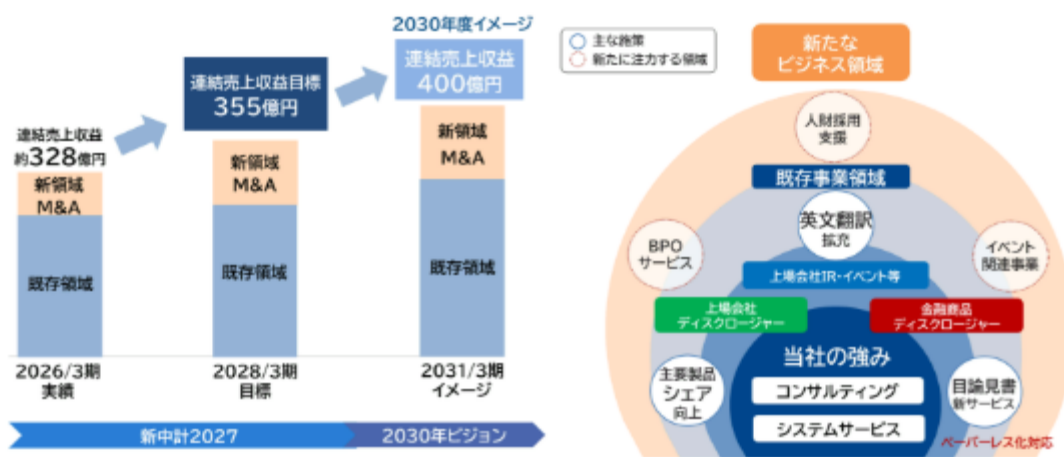 2030年度イメージ
連結売上収益
400億円
連結売上収益目標
355億円
連結売上収益
約328億円
新領域
M&A
既存領域
新領域
M&A
既存領域
新領域
M&A
既存領域
2026/3期
実績
2028/3期
目標
2031/3期
イメージ
新中計2027
2030年ビジョン
主な施策
新たに注力する領域
新たな
ビジネス領域
人財採用
支援
既存事業領域
英文翻訳
拡充
BPO
サービス
イベント
関連事業
上場会社IR・イベント等
上場会社
ディスクロージャー
金融商品
ディスクロージャー
当社の強み
コンサルティング
システムサービス
主要製品
シェア
向上
目論見書
新サービス
ペーパーレス化対応